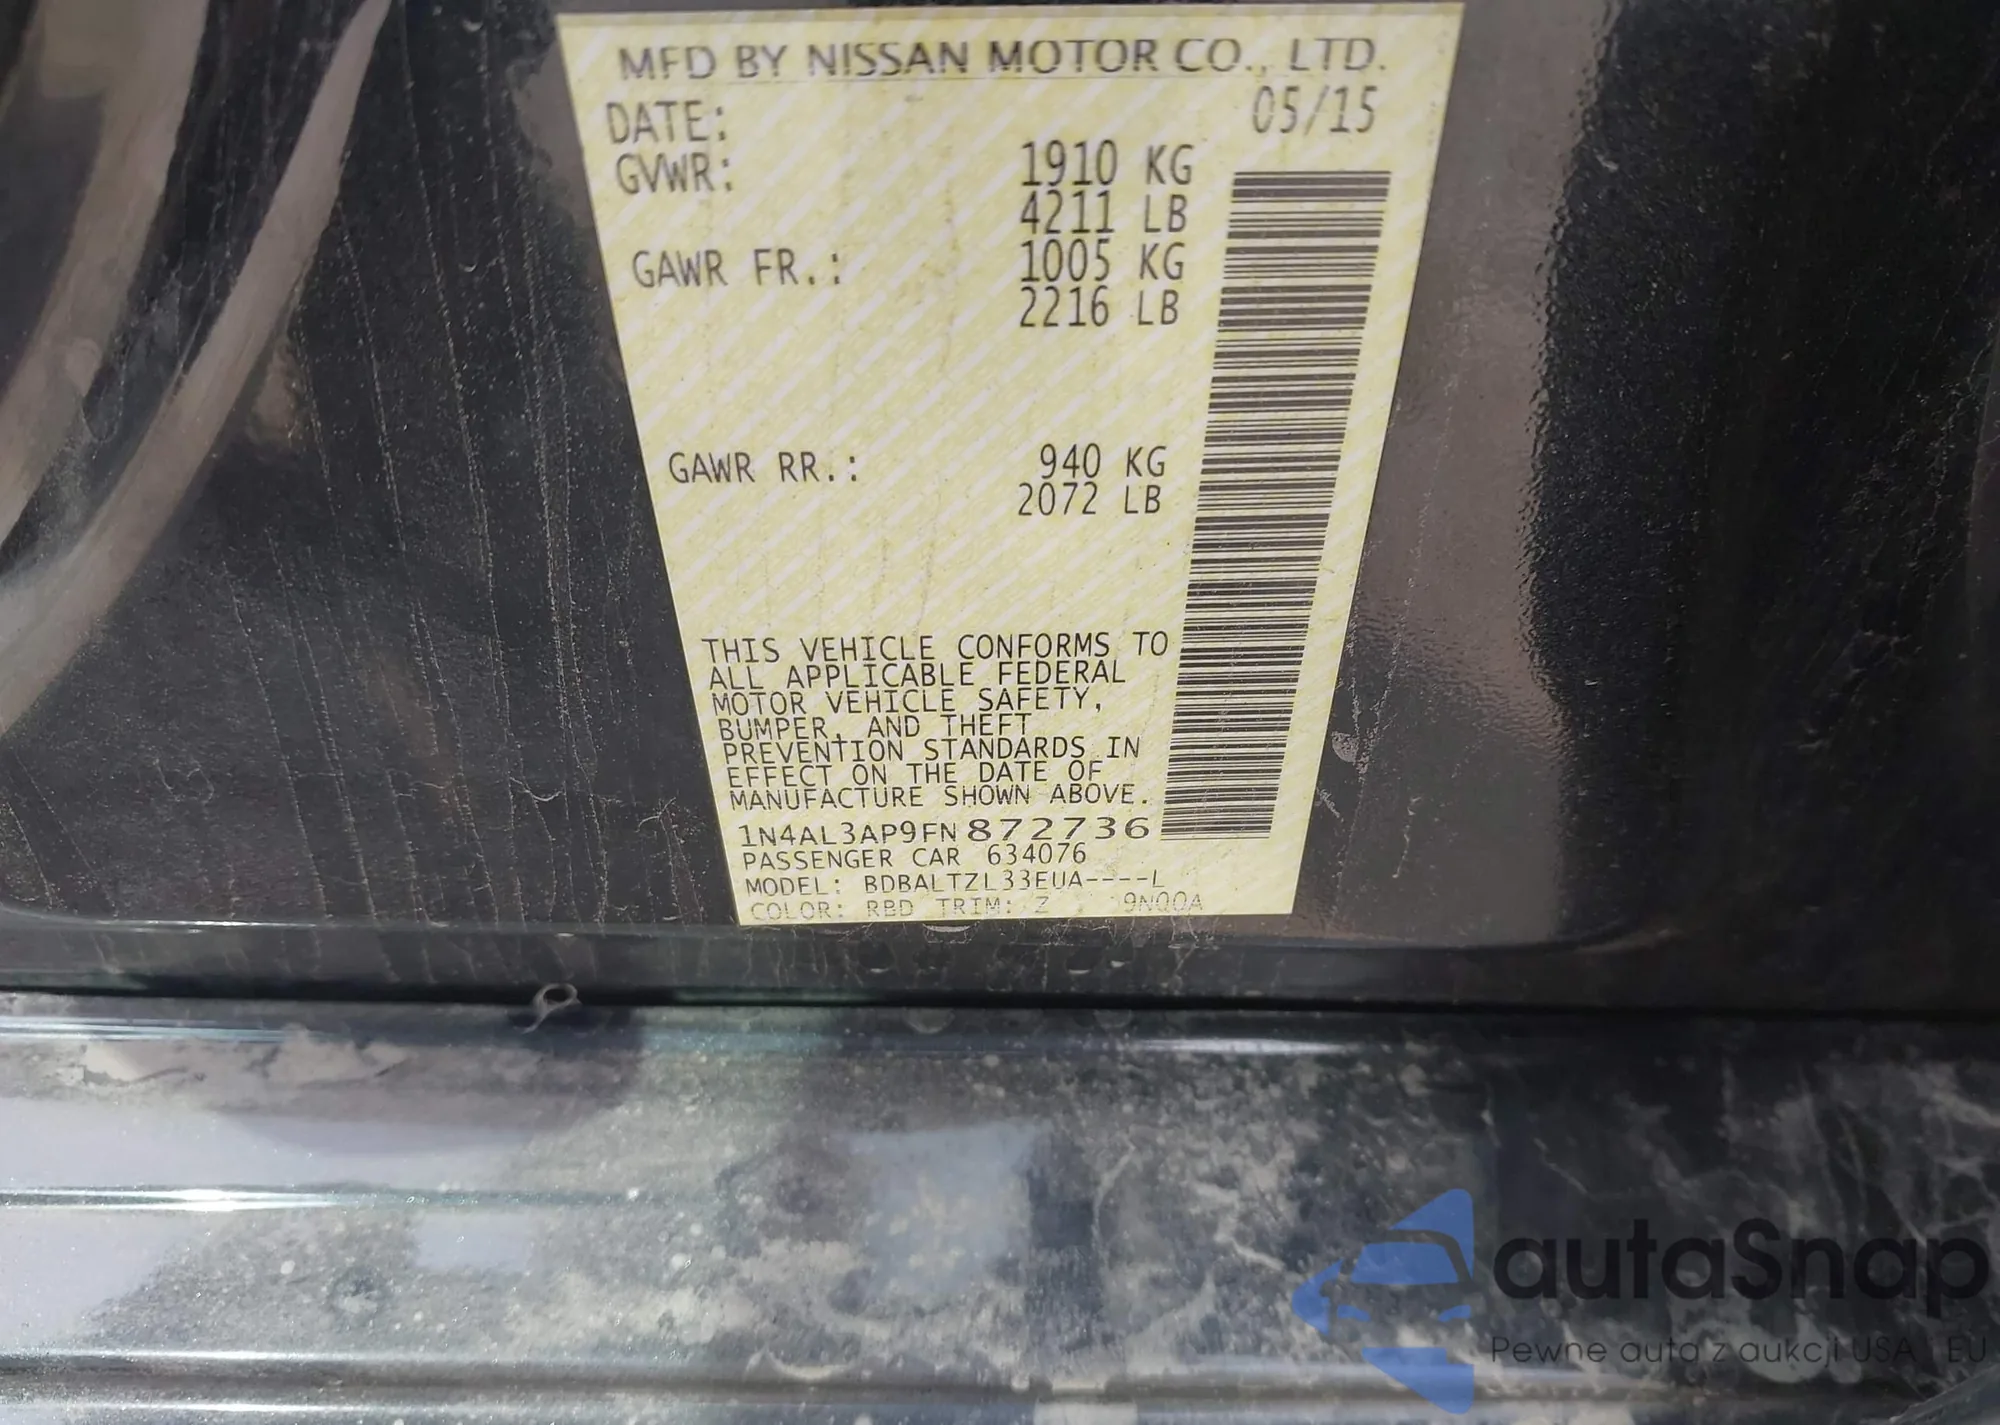 MFD BY NISSAN MOTOR CO., LTD.
DATE: 05/15
GVWR: 1910 KG
4211 LB
GAWR FR.: 1005 KG
2216 LB
GAWR RR.: 940 KG
2072 LB
THIS VEHICLE CONFORMS TO
ALL APPLICABLE FEDERAL
MOTOR VEHICLE SAFETY,
BUMPER, AND THEFT
PREVENTION STANDARDS IN
EFFECT ON THE DATE OF
MANUFACTURE SHOWN ABOVE.
1N4AL3AP9FN872736
PASSENGER CAR 634076
MODEL: BDBALTZL33EUA----L
COLOR: RBD TRIM: Z
autaSnap
Pewne auta z aukcji USA i EU